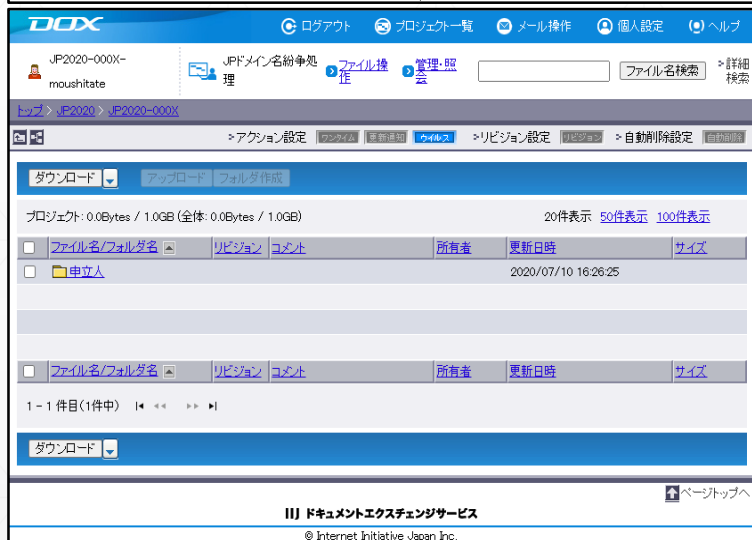 DOX ログアウト プロジェクト一覧 メール操作 個人設定 ヘルプ
JP2020-000X-
moushitate
JPドメイン名紛争処
理
ファイル操
作
管理・照
会
ファイル名検索
>詳細
検索
トップ > JP2020 > JP2020-000X
>アクション設定 ワンタイム 更新通知 ウイルス >リビジョン設定 リビジョン >自動削除設定 自動削除
ダウンロード アップロード フォルダ作成
プロジェクト: 0.0Bytes / 1.0GB (全体: 0.0Bytes / 1.0GB) 20件表示 50件表示 100件表示
ファイル名/フォルダ名 リビジョン コメント 所有者 更新日時 サイズ
申立人 2020/07/10 16:26:25
ファイル名/フォルダ名 リビジョン コメント 所有者 更新日時 サイズ
1 - 1 件目(1件中)
ダウンロード
ページトップへ
IIJ ドキュメントエクスチェンジサービス
© Internet Initiative Japan Inc.